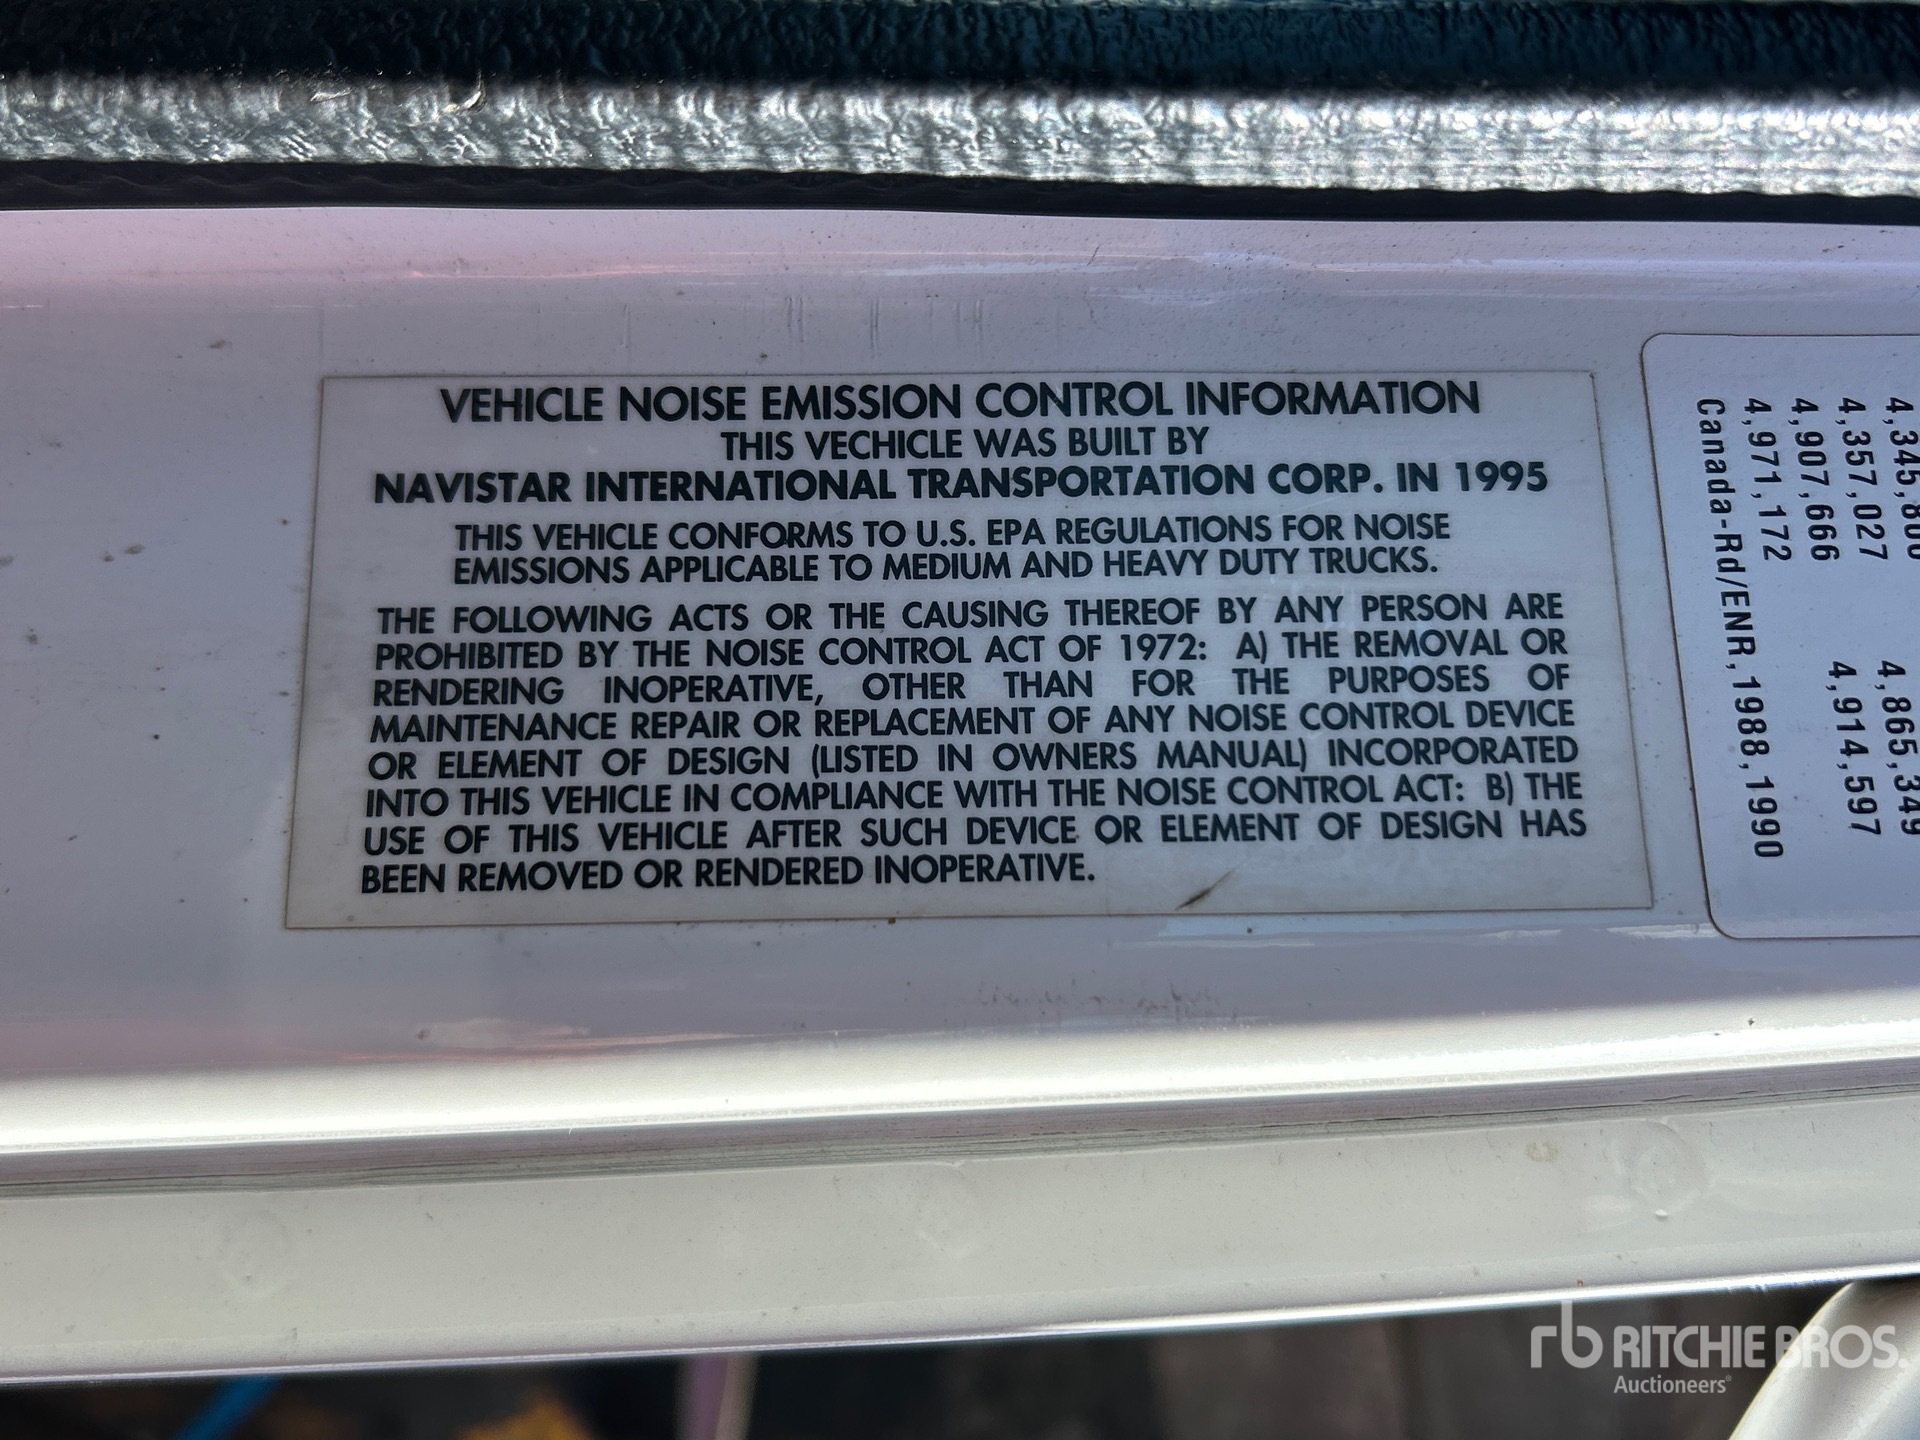 VEHICLE NOISE EMISSION CONTROL INFORMATION
THIS VECHICLE WAS BUILT BY
NAVISTAR INTERNATIONAL TRANSPORTATION CORP. IN 1995
THIS VEHICLE CONFORMS TO U.S. EPA REGULATIONS FOR NOISE
EMISSIONS APPLICABLE TO MEDIUM AND HEAVY DUTY TRUCKS.
THE FOLLOWING ACTS OR THE CAUSING THEREOF BY ANY PERSON ARE
PROHIBITED BY THE NOISE CONTROL ACT OF 1972: A) THE REMOVAL OR
RENDERING INOPERATIVE, OTHER THAN FOR THE PURPOSES OF
MAINTENANCE REPAIR OR REPLACEMENT OF ANY NOISE CONTROL DEVICE
OR ELEMENT OF DESIGN (LISTED IN OWNERS MANUAL) INCORPORATED
INTO THIS VEHICLE IN COMPLIANCE WITH THE NOISE CONTROL ACT: B) THE
USE OF THIS VEHICLE AFTER SUCH DEVICE OR ELEMENT OF DESIGN HAS
BEEN REMOVED OR RENDERED INOPERATIVE.
4,865,349
4,357,027 4,914,597
4,907,666
4,971,172
Canada-Rd/ENR,1988,1990
rb RITCHIE BROS.
Auctioneers